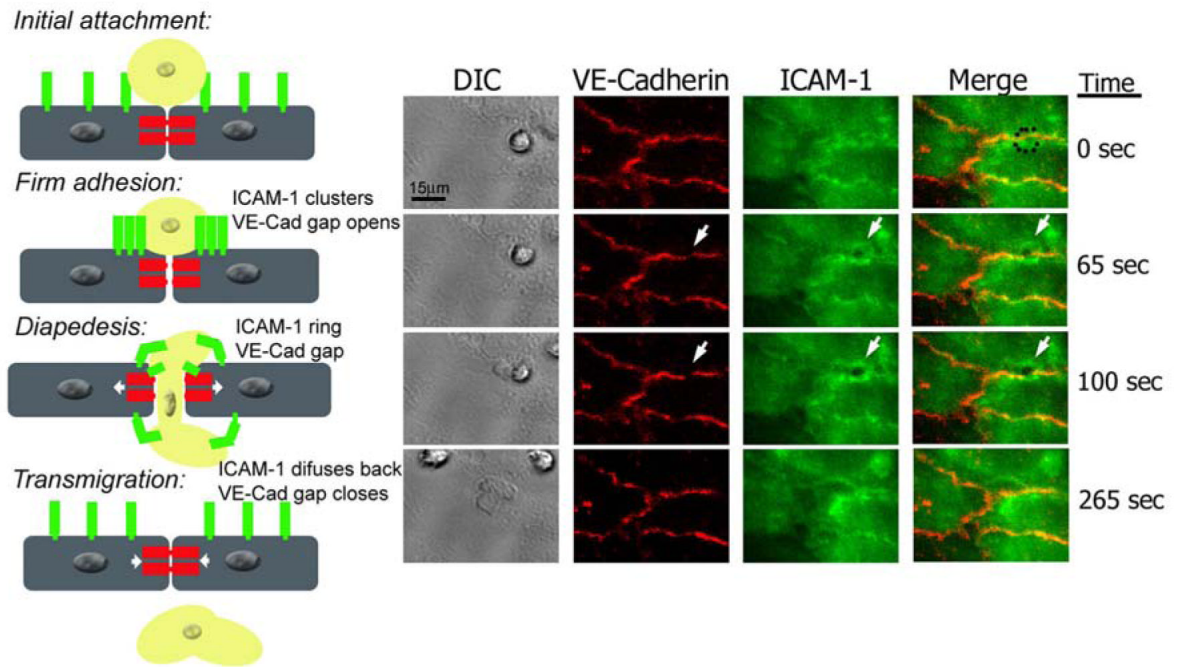 Initial attachment:
Firm adhesion:
ICAM-1 clusters
VE-Cad gap opens
Diapedesis:
ICAM-1 ring
VE-Cad gap
Transmigration:
ICAM-1 difuses back
VE-Cad gap closes
DIC VE-Cadherin ICAM-1 Merge Time
15µm
0 sec
65 sec
100 sec
265 sec